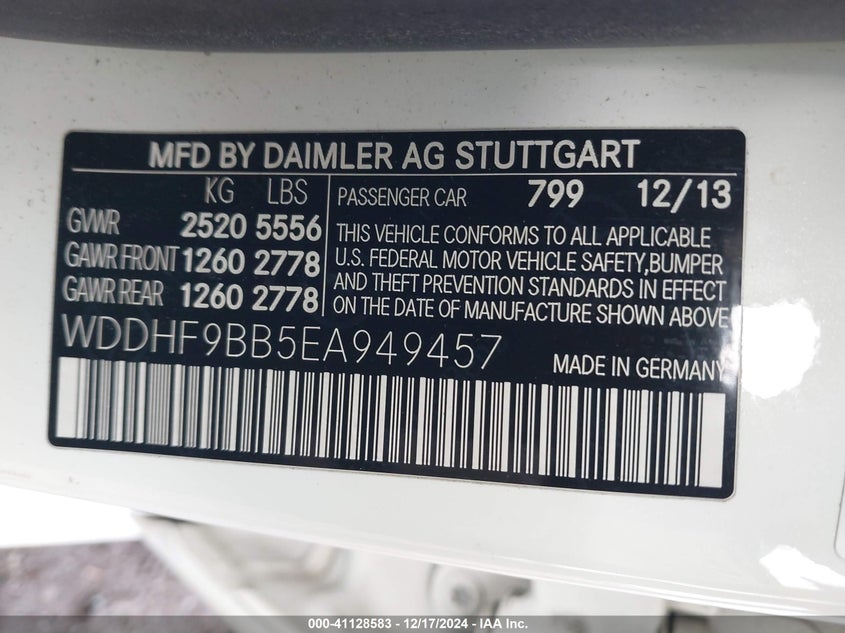 MFD BY DAIMLER AG STUTTGART
KG LBS
GVWR 2520 5556
GAWR FRONT 1260 2778
GAWR REAR 1260 2778
PASSENGER CAR 799 12/13
THIS VEHICLE CONFORMS TO ALL APPLICABLE
U.S. FEDERAL MOTOR VEHICLE SAFETY,BUMPER
AND THEFT PREVENTION STANDARDS IN EFFECT
ON THE DATE OF MANUFACTURE SHOWN ABOVE
WDDHF9BB5EA949457
MADE IN GERMANY
000-41128583 - 12/17/2024 - IAA Inc.